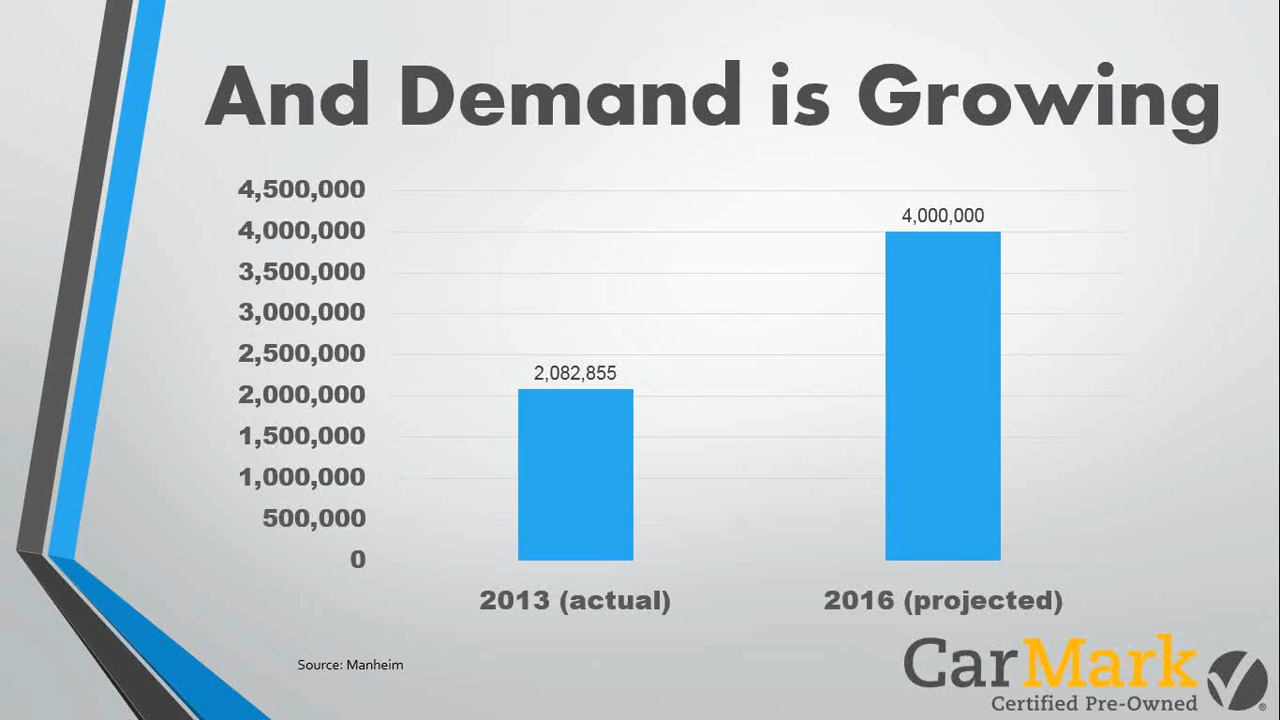 And Demand is Growing
4,500,000
4,000,000
3,500,000
3,000,000
2,500,000
2,000,000
1,500,000
1,000,000
500,000
0
4,000,000
2,082,855
2013 (actual) 2016 (projected)
Source: Manheim
CarMark
Certified Pre-Owned ®